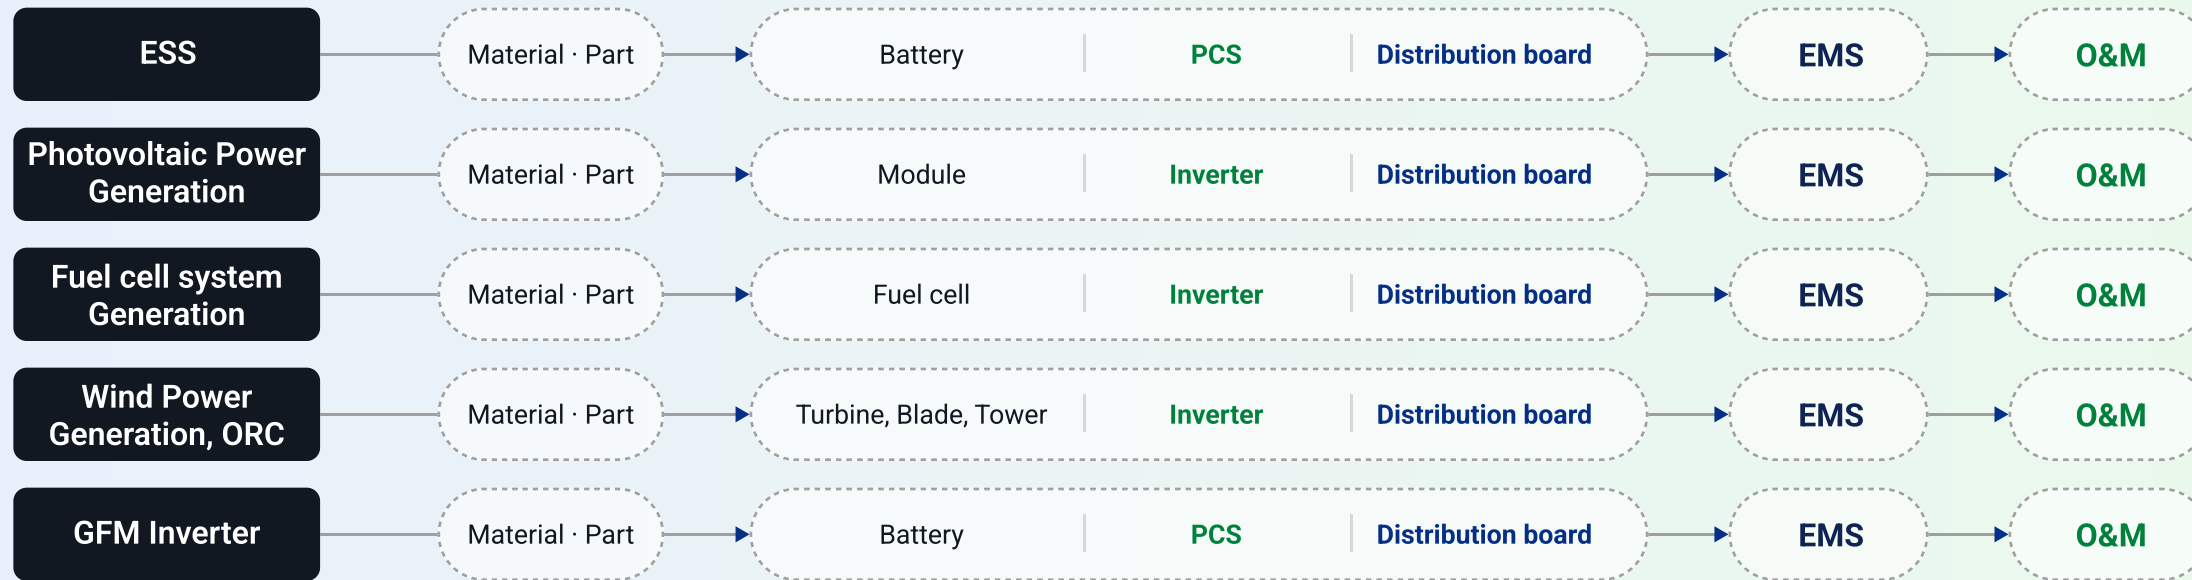 ESS
Material · Part
Battery
PCS
Distribution board
EMS
O&M
Photovoltaic Power
Generation
Material · Part
Module
Inverter
Distribution board
EMS
O&M
Fuel cell system
Generation
Material · Part
Fuel cell
Inverter
Distribution board
EMS
O&M
Wind Power
Generation, ORC
Material · Part
Turbine, Blade, Tower
Inverter
Distribution board
EMS
O&M
GFM Inverter
Material · Part
Battery
PCS
Distribution board
EMS
O&M